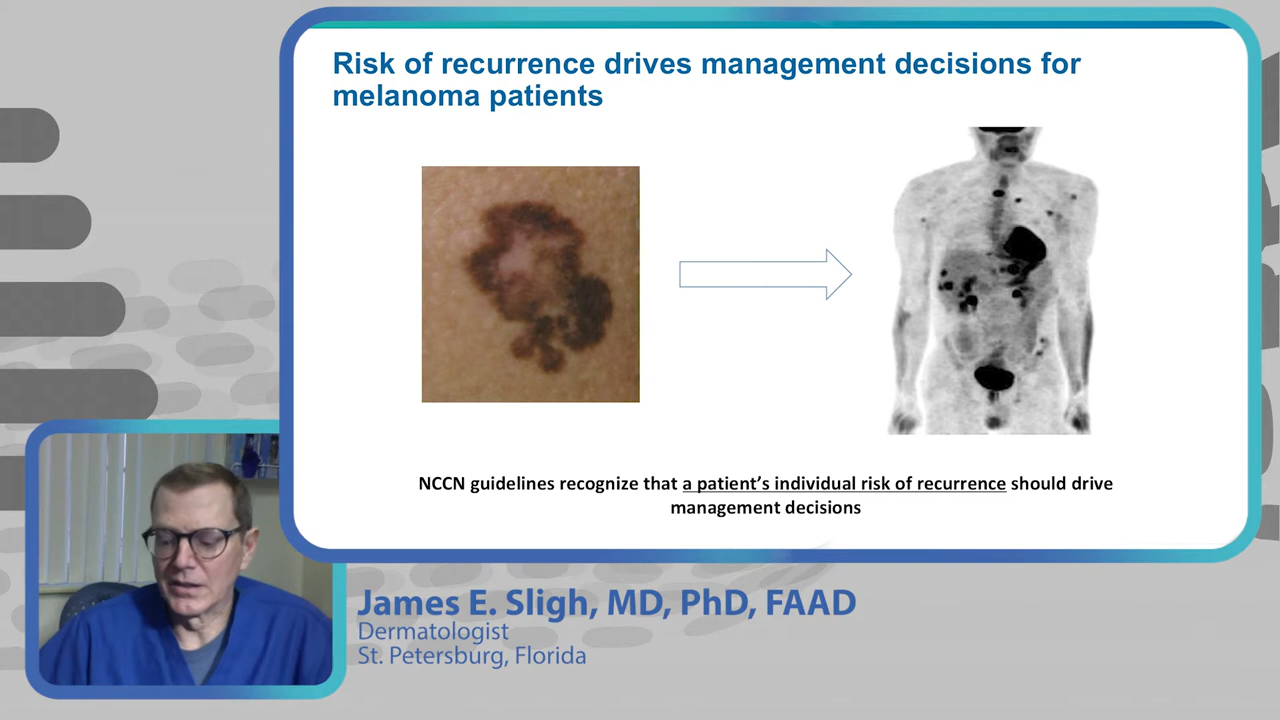 Risk of recurrence drives management decisions for
melanoma patients
NCCN guidelines recognize that a patient’s individual risk of recurrence should drive
management decisions
James E. Sligh, MD, PhD, FAAD
Dermatologist
St. Petersburg, Florida